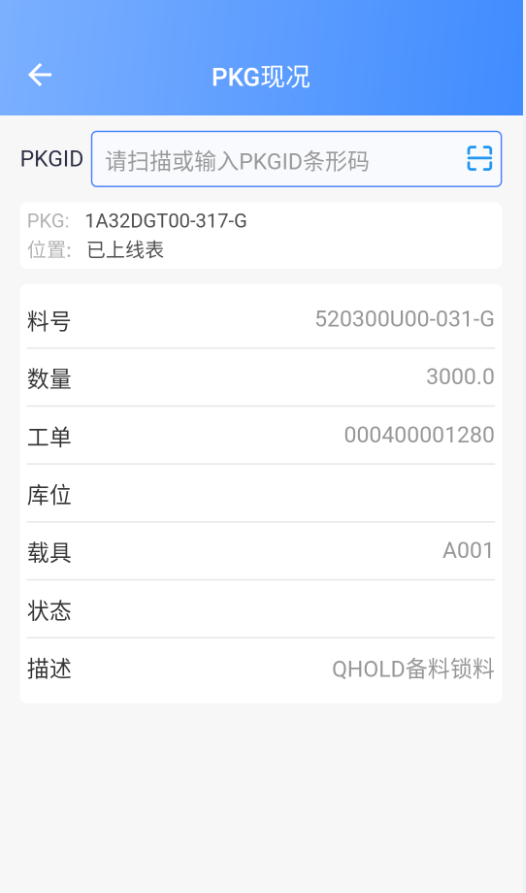 PKG现况
PKGID 请扫描或输入PKGID条形码
PKG: 1A32DGT00-317-G
位置: 已上线表
料号 520300U00-031-G
数量 3000.0
工单 000400001280
库位
载具 A001
状态
描述 QHOLD备料锁料